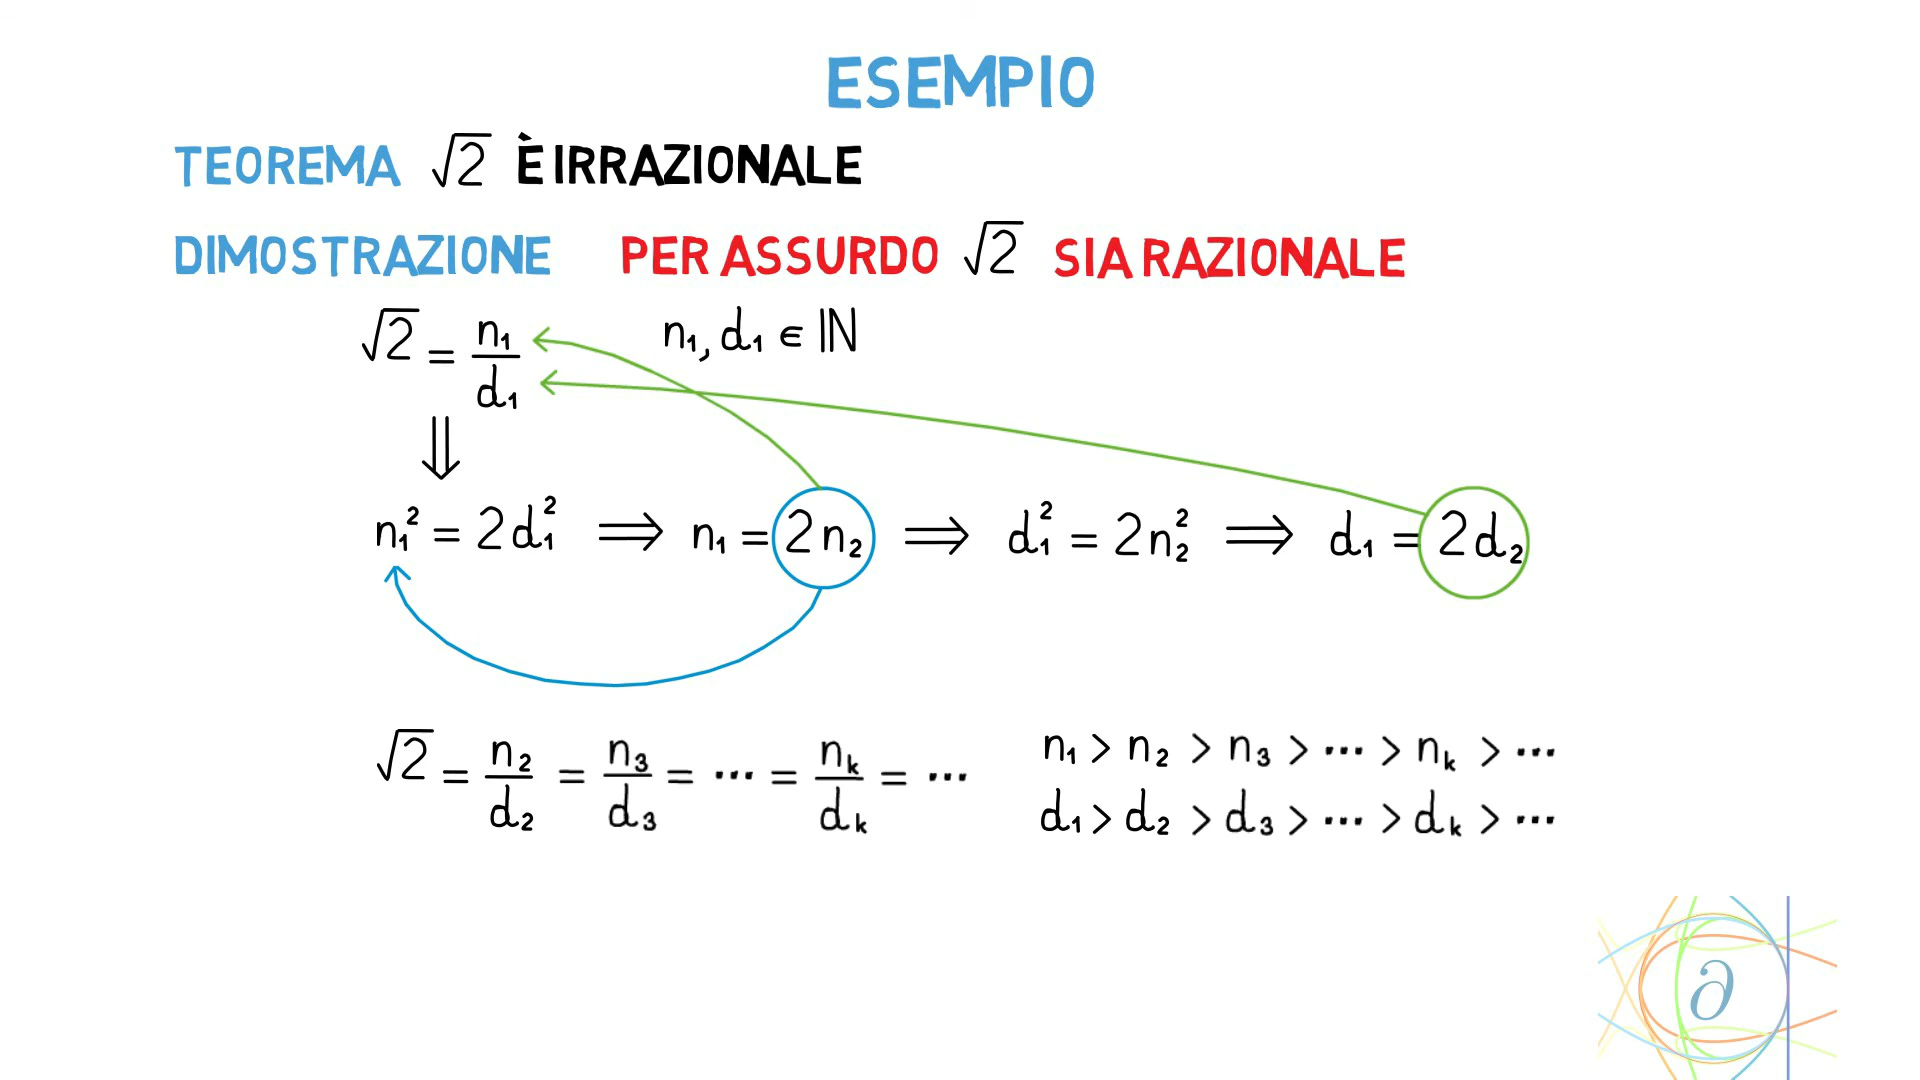 ESEMPIO
TEOREMA √2 È IRRAZIONALE
DIMOSTRAZIONE PER ASSURDO √2 SIA RAZIONALE
√2 = n₁/d₁ n₁, d₁ ∈ ℕ
⇓
n₁² = 2d₁² ⟹ n₁ = 2n₂ ⟹ d₁² = 2n₂² ⟹ d₁ = 2d₂
√2 = n₂/d₂ = n₃/d₃ = ... = nₖ/dₖ = ... n₁ > n₂ > n₃ > ... > nₖ > ...
d₁ > d₂ > d₃ > ... > dₖ > ...
∂